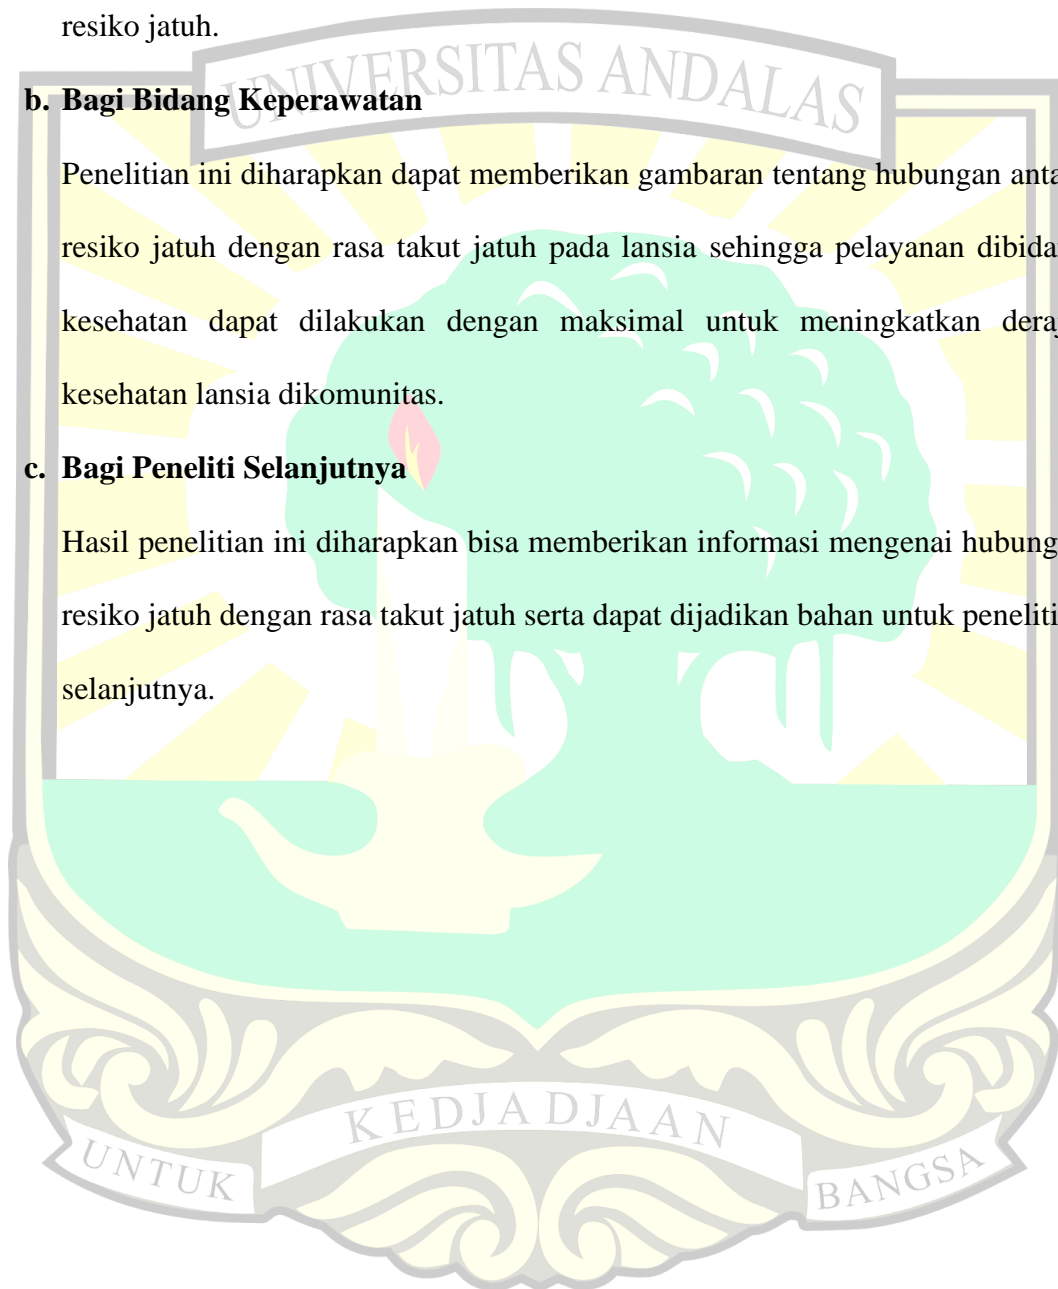 resiko jatuh.
UNIVERSITAS ANDALAS
b. Bagi Bidang Keperawatan
Penelitian ini diharapkan dapat memberikan gambaran tentang hubungan anta
resiko jatuh dengan rasa takut jatuh pada lansia sehingga pelayanan dibida
kesehatan dapat dilakukan dengan maksimal untuk meningkatkan dera
kesehatan lansia dikomunitas.
c. Bagi Peneliti Selanjutnya
Hasil penelitian ini diharapkan bisa memberikan informasi mengenai hubung
resiko jatuh dengan rasa takut jatuh serta dapat dijadikan bahan untuk peneliti
selanjutnya.
KEDJADJAAN
UNTUK
BANGSA